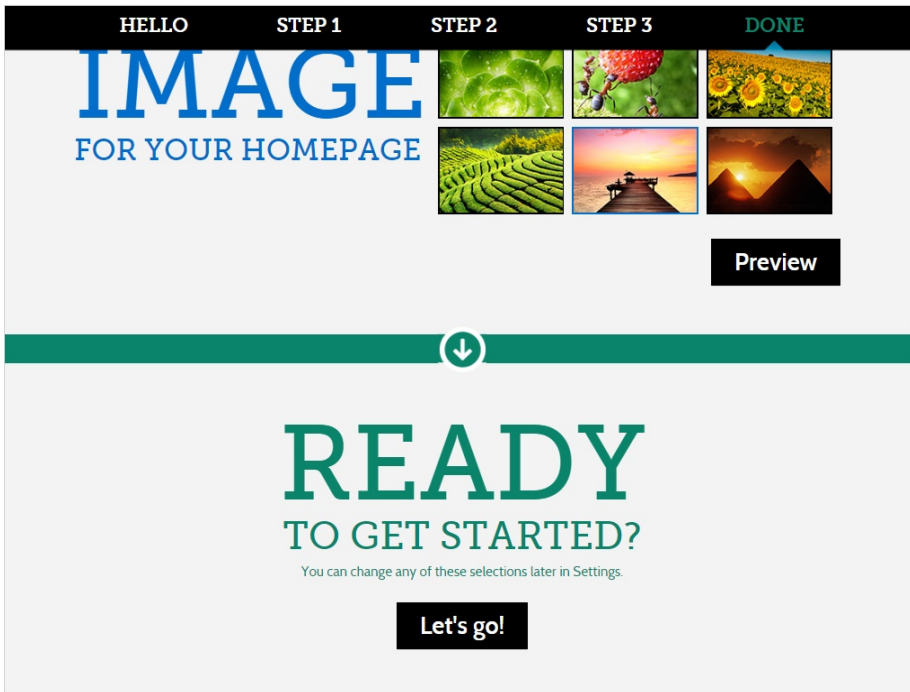 HELLO STEP 1 STEP 2 STEP 3 DONE
IMAGE
FOR YOUR HOMEPAGE
Preview
READY
TO GET STARTED?
You can change any of these selections later in Settings.
Let's go!